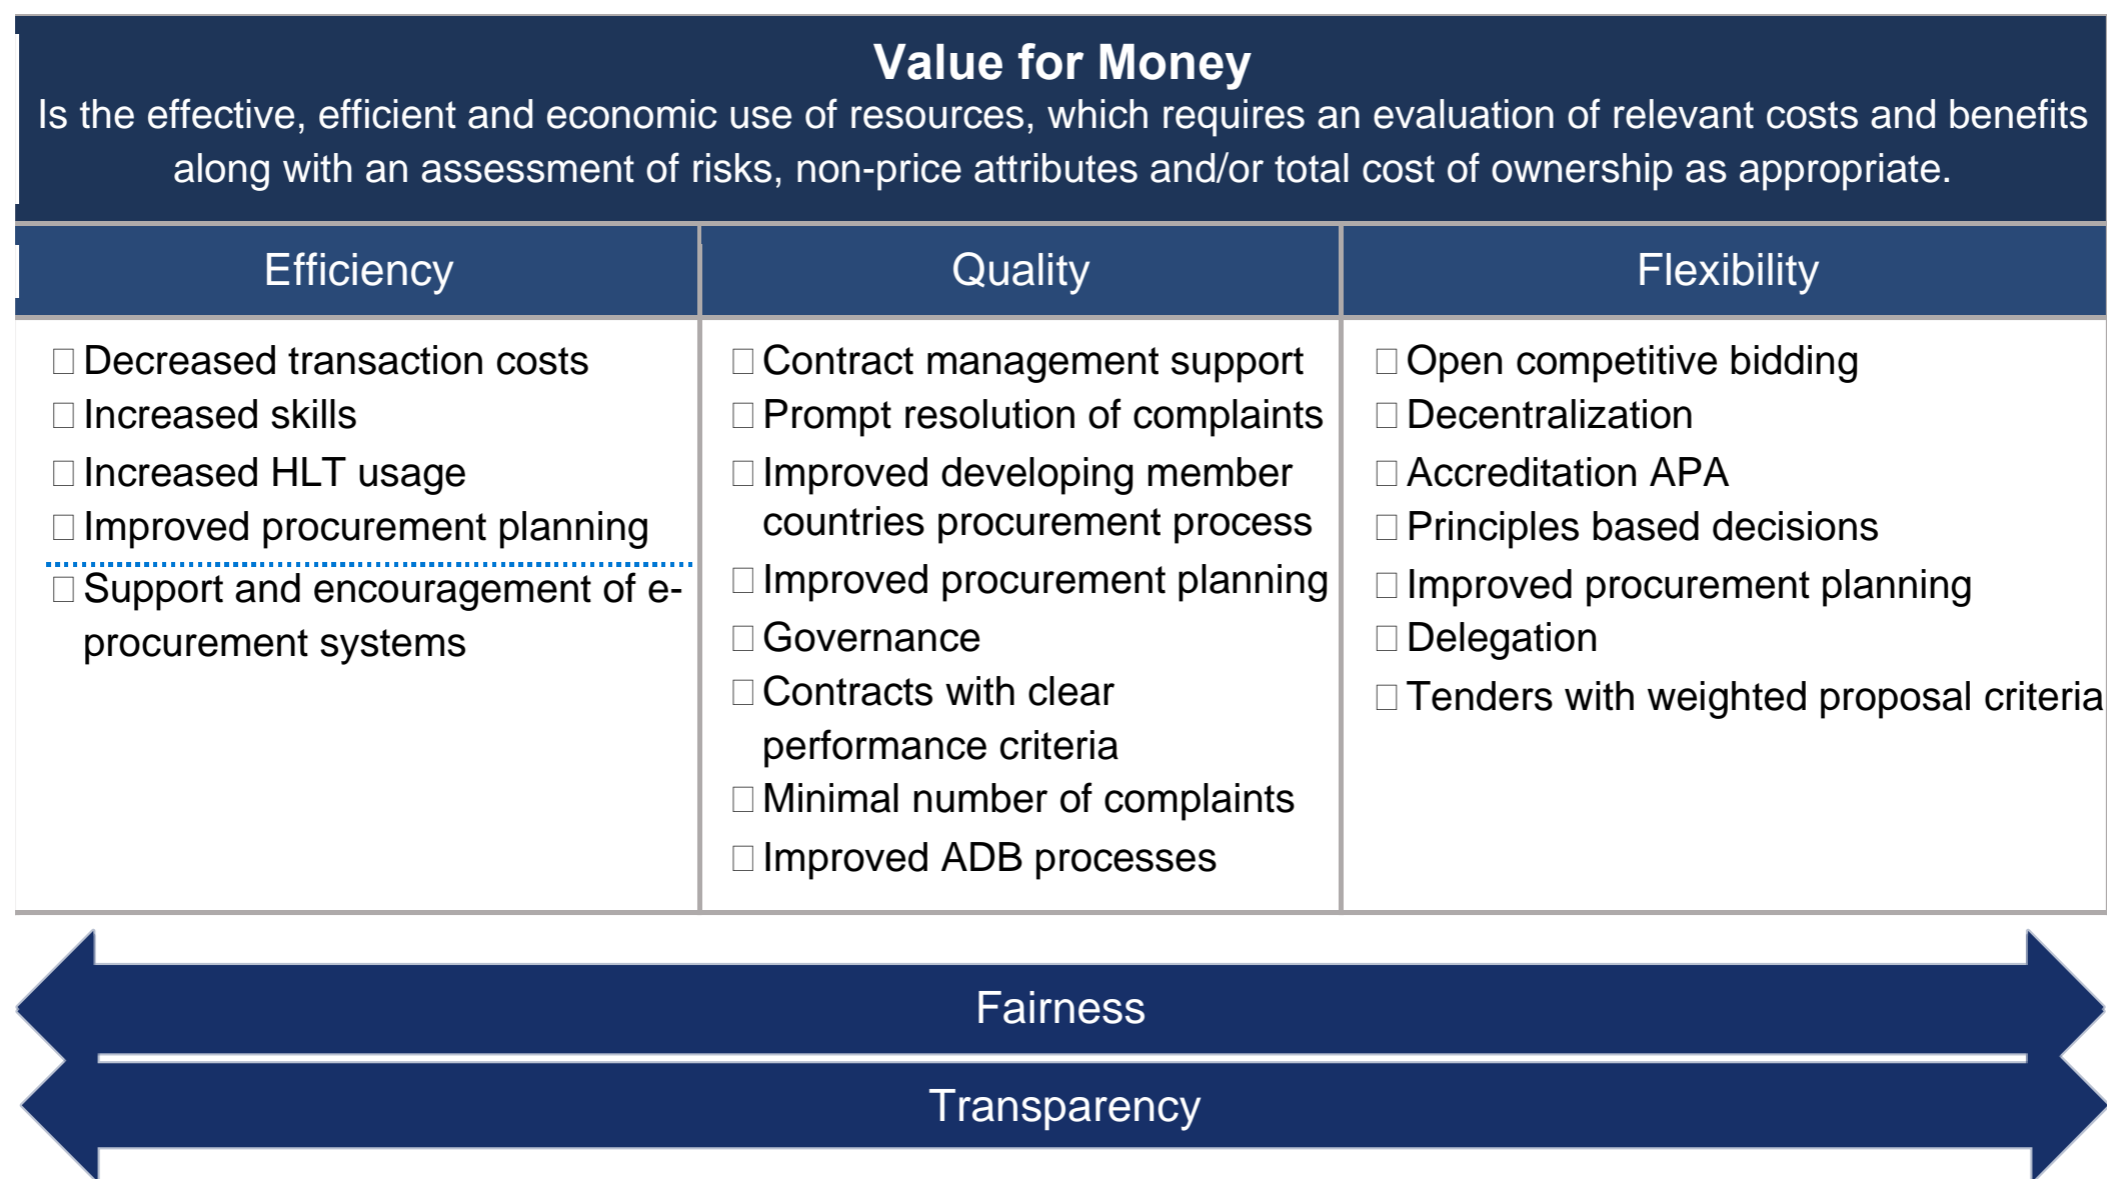 Value for Money
Is the effective, efficient and economic use of resources, which requires an evaluation of relevant costs and benefits
along with an assessment of risks, non-price attributes and/or total cost of ownership as appropriate.
Efficiency
Quality
Flexibility
Decreased transaction costs
Increased skills
Increased HLT usage
Improved procurement planning
Support and encouragement of e-
procurement systems
Contract management support
Prompt resolution of complaints
Improved developing member
countries procurement process
Improved procurement planning
Governance
Contracts with clear
performance criteria
Minimal number of complaints
Improved ADB processes
Open competitive bidding
Decentralization
Accreditation APA
Principles based decisions
Improved procurement planning
Delegation
Tenders with weighted proposal criteria
Fairness
Transparency